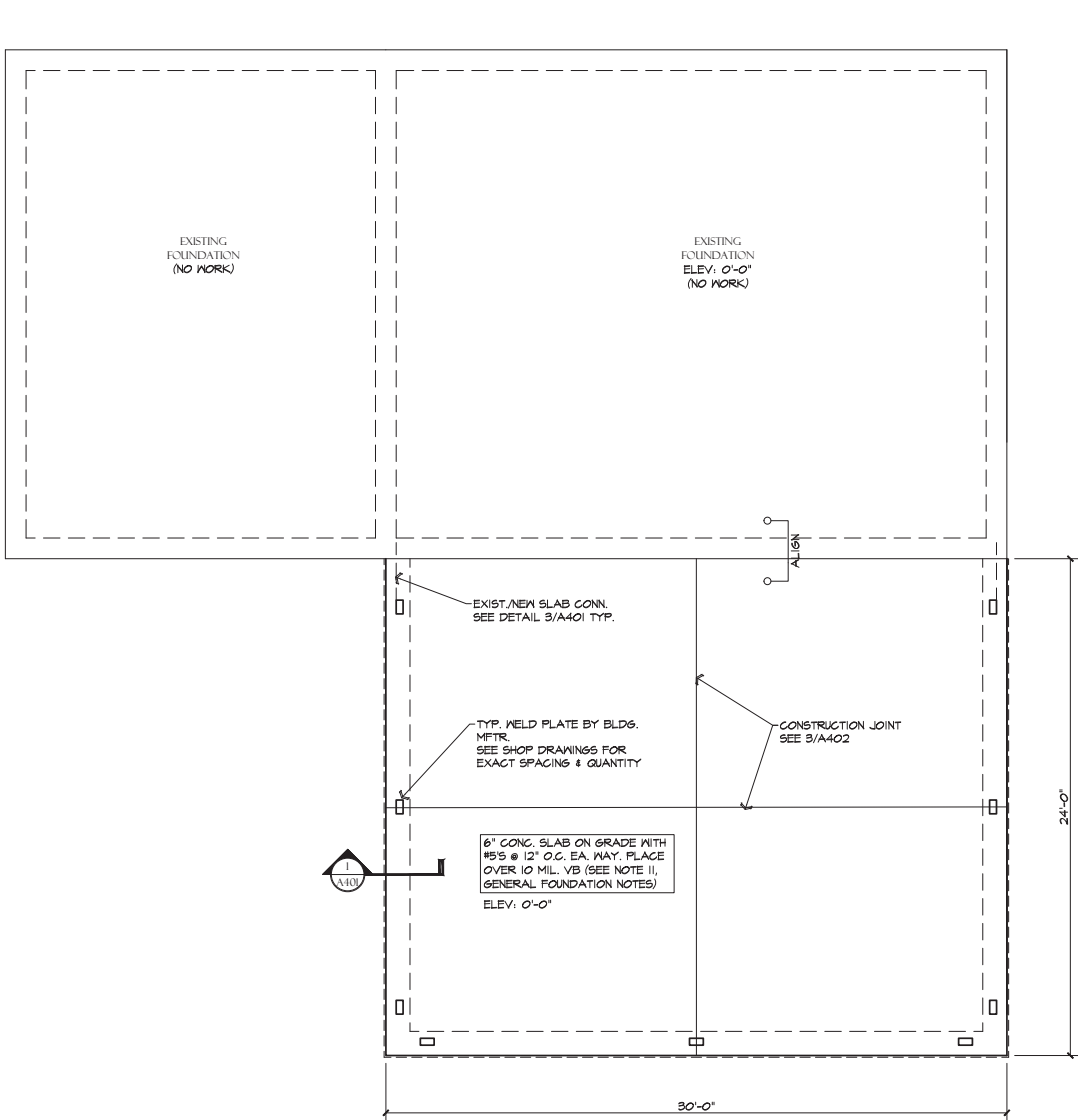 EXISTING
FOUNDATION
(NO WORK)
EXISTING
FOUNDATION
ELEV: 0'-0"
(NO WORK)
ALIGN
EXIST./NEW SLAB CONN.
SEE DETAIL 3/A401 TYP.
TYP. WELD PLATE BY BLDG.
MFTR.
SEE SHOP DRAWINGS FOR
EXACT SPACING & QUANTITY
CONSTRUCTION JOINT
SEE 3/A402
24'-0"
6" CONC. SLAB ON GRADE WITH
#5'S @ 12" O.C. EA. WAY. PLACE
OVER 10 MIL. VB (SEE NOTE 11,
GENERAL FOUNDATION NOTES)
ELEV: 0'-0"
1
A401
30'-0"